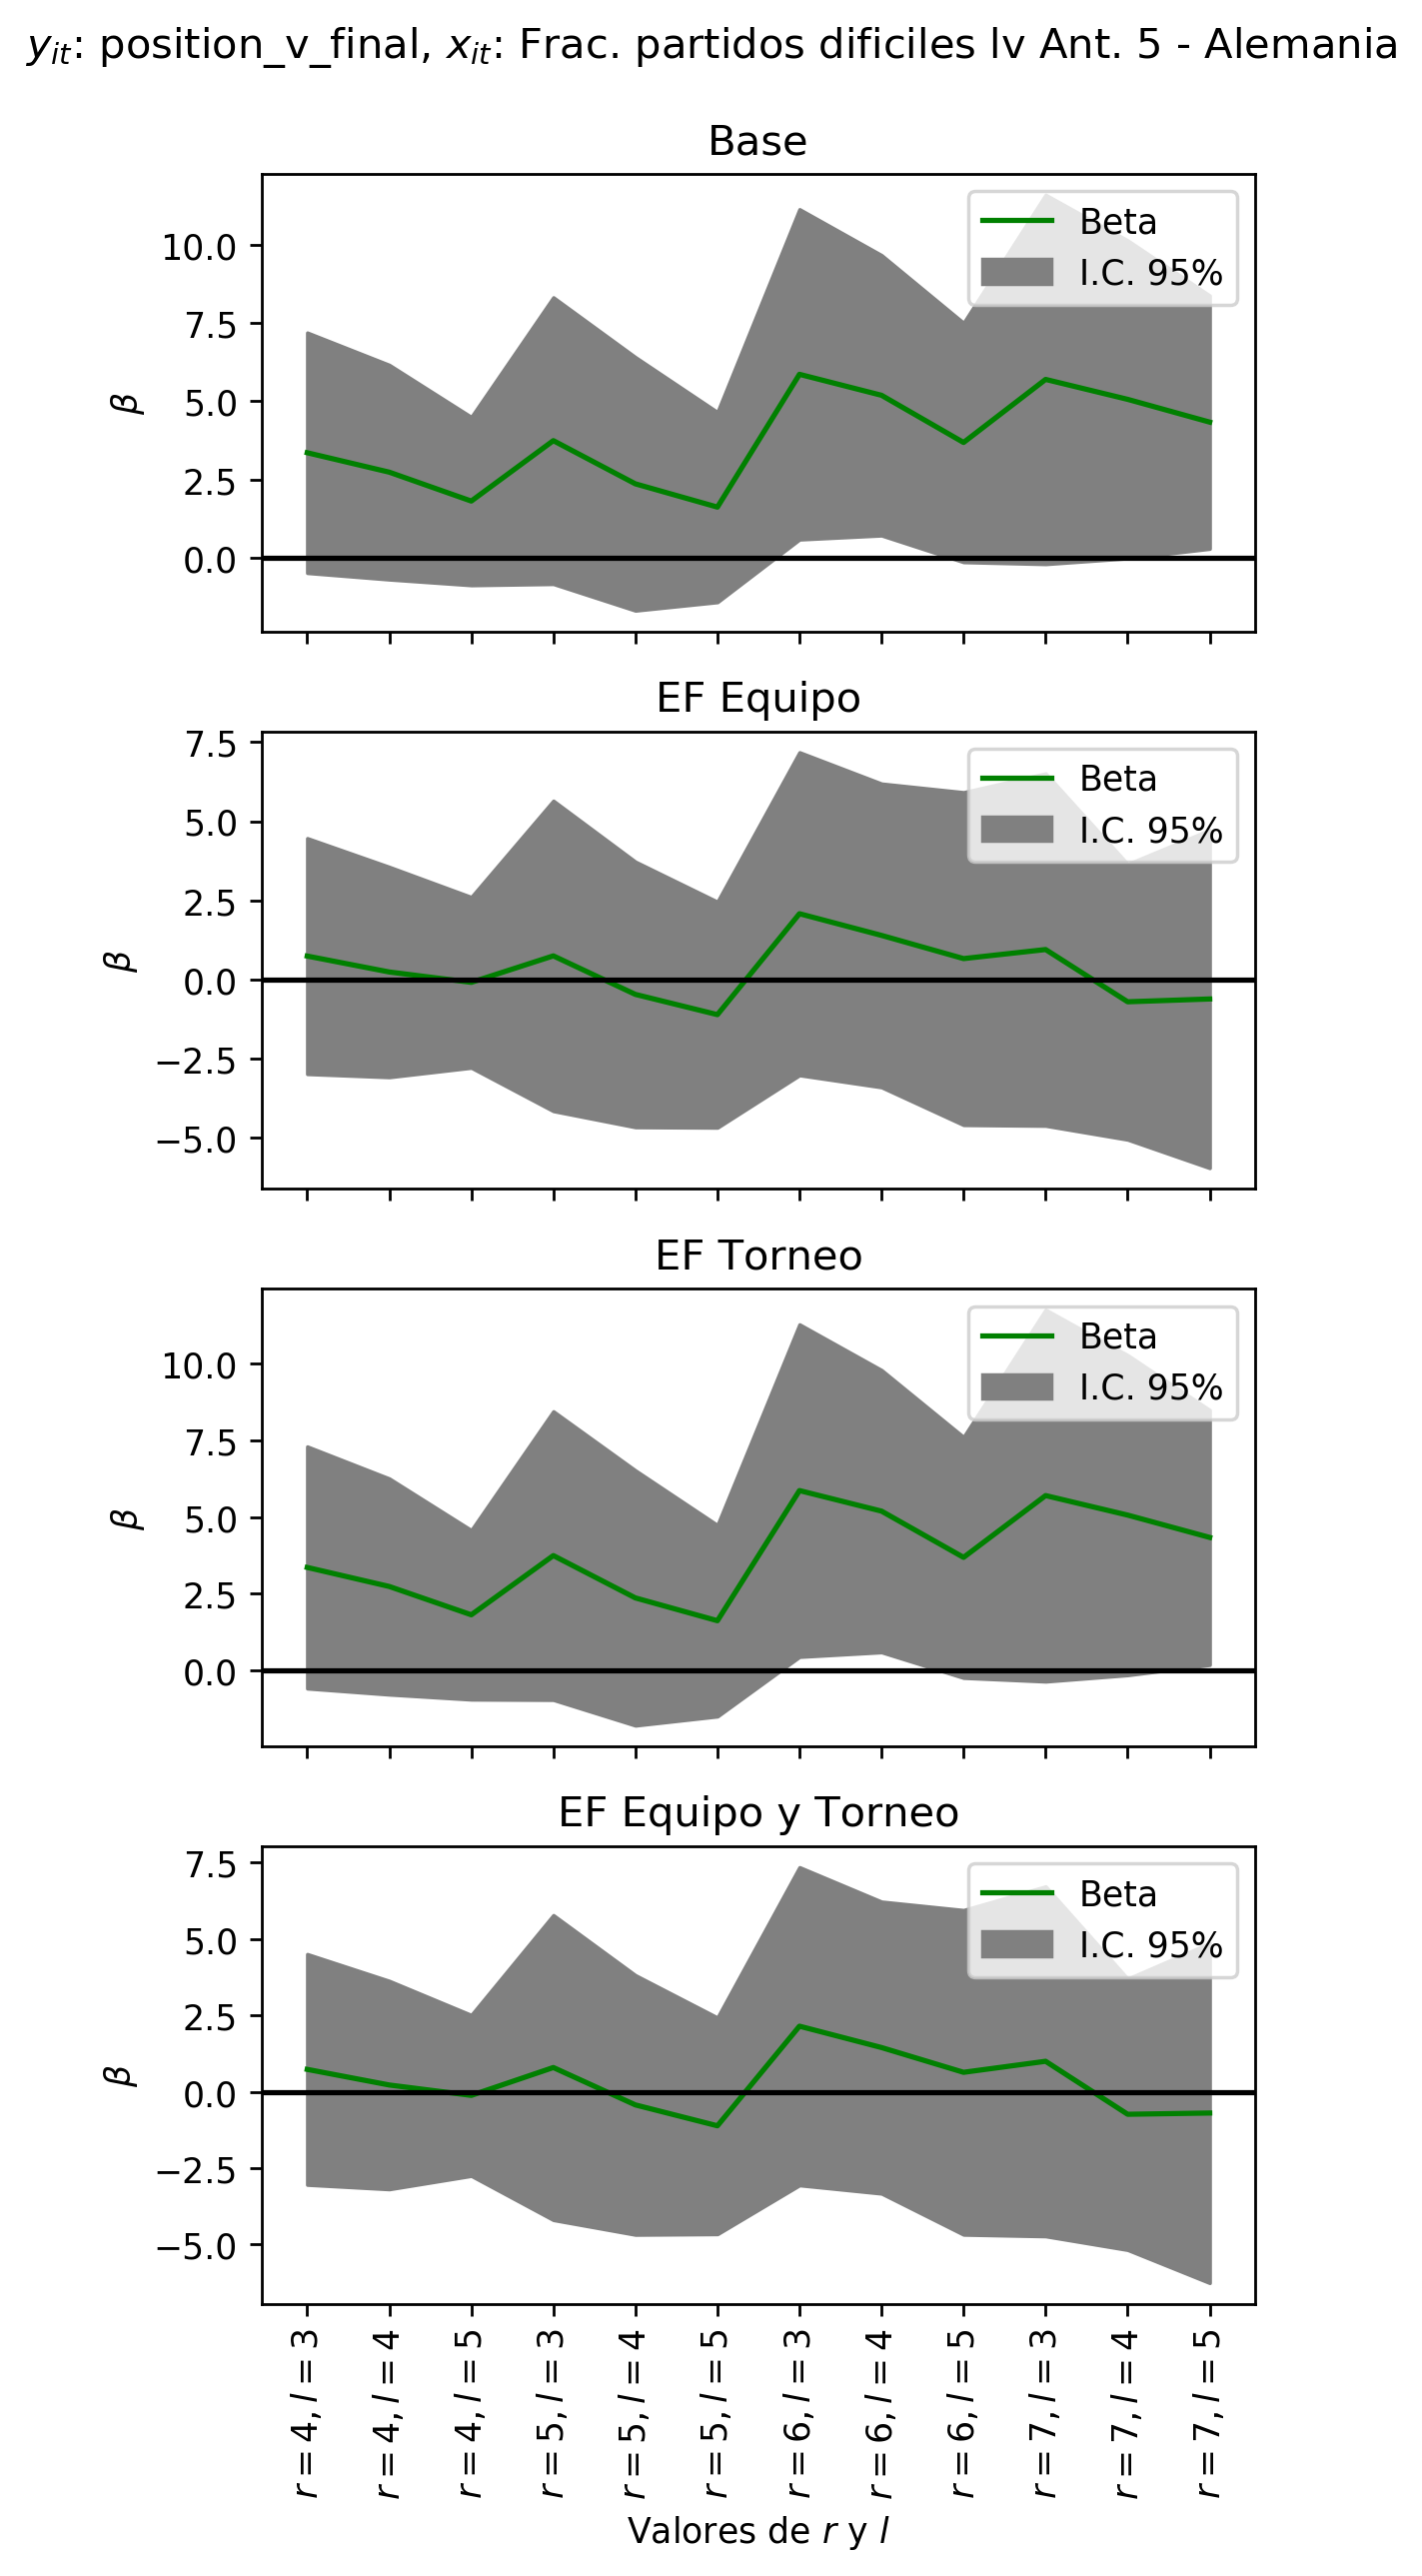 y_{it}: position_v_final, x_{it}: Frac. partidos dificiles lv Ant. 5 - Alemania
Base
Beta
I.C. 95%
10.0
7.5
5.0
2.5
0.0
β
EF Equipo
Beta
I.C. 95%
7.5
5.0
2.5
0.0
−2.5
−5.0
β
EF Torneo
Beta
I.C. 95%
10.0
7.5
5.0
2.5
0.0
β
EF Equipo y Torneo
Beta
I.C. 95%
7.5
5.0
2.5
0.0
−2.5
−5.0
β
r = 4, l = 3
r = 4, l = 4
r = 4, l = 5
r = 5, l = 3
r = 5, l = 4
r = 5, l = 5
r = 6, l = 3
r = 6, l = 4
r = 6, l = 5
r = 7, l = 3
r = 7, l = 4
r = 7, l = 5
Valores de r y l